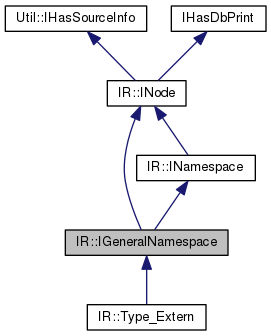 Util::IHasSourceInfo
IHasDbPrint
IR::INode
IR::INamespace
IR::IGeneralNamespace
IR::Type_Extern